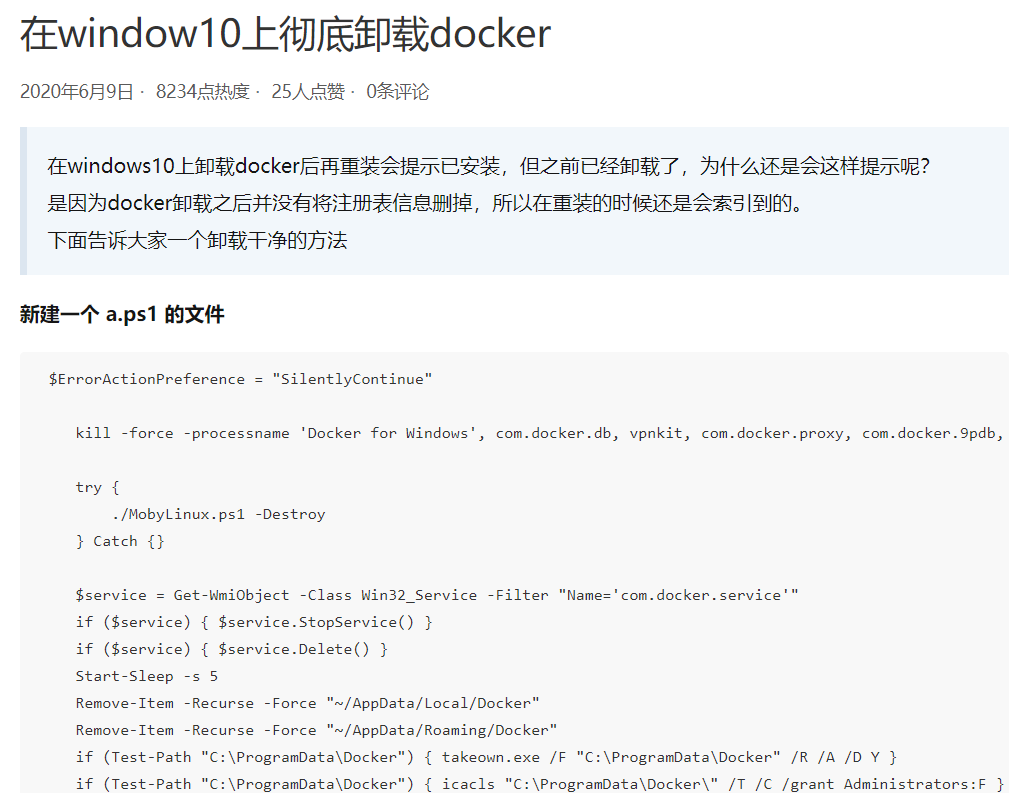 在window10上彻底卸载docker
2020年6月9日 · 8234点热度 · 25人点赞 · 0条评论
在windows10上卸载docker后再重装会提示已安装，但之前已经卸载了，为什么还是会这样提示呢？
是因为docker卸载之后并没有将注册表信息删掉，所以在重装的时候还是会索引到的。
下面告诉大家一个卸载干净的方法
新建一个 a.ps1 的文件
$ErrorActionPreference = "SilentlyContinue"
kill -force -processname 'Docker for Windows', com.docker.db, vpnkit, com.docker.proxy, com.docker.9pdb,
try {
./MobyLinux.ps1 -Destroy
} Catch {}
$service = Get-WmiObject -Class Win32_Service -Filter "Name='com.docker.service'"
if ($service) { $service.StopService() }
if ($service) { $service.Delete() }
Start-Sleep -s 5
Remove-Item -Recurse -Force "~/AppData/Local/Docker"
Remove-Item -Recurse -Force "~/AppData/Roaming/Docker"
if (Test-Path "C:\ProgramData\Docker") { takeown.exe /F "C:\ProgramData\Docker" /R /A /D Y }
if (Test-Path "C:\ProgramData\Docker") { icacls "C:\ProgramData\Docker\" /T /C /grant Administrators:F }